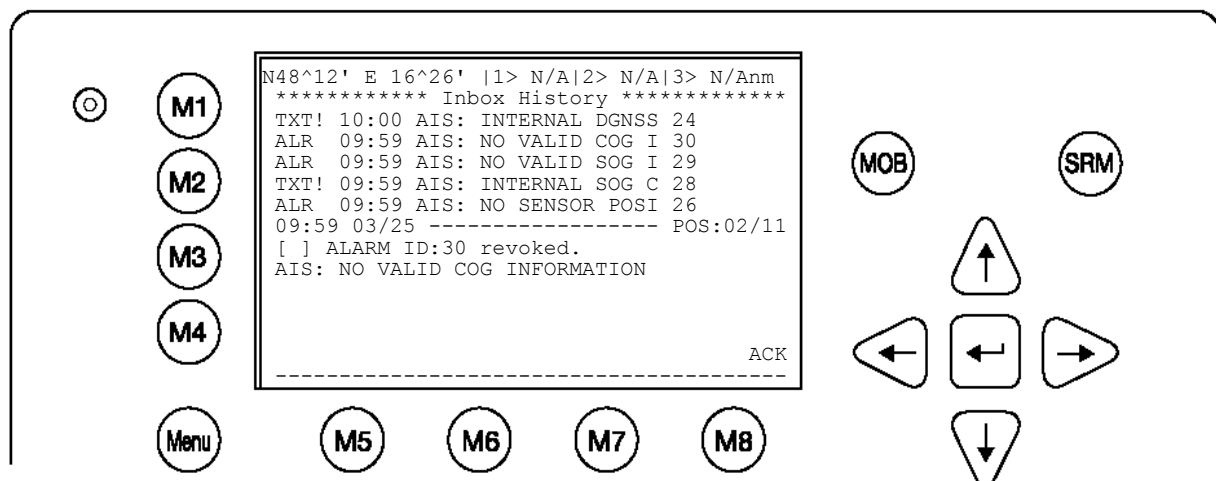 N48^12' E 16^26' |1> N/A|2> N/A|3> N/Anm
************ Inbox History *************
TXT! 10:00 AIS: INTERNAL DGNSS 24
ALR 09:59 AIS: NO VALID COG I 30
ALR 09:59 AIS: NO VALID SOG I 29
TXT! 09:59 AIS: INTERNAL SOG C 28
ALR 09:59 AIS: NO SENSOR POSI 26
09:59 03/25 ------------------ POS:02/11
[ ] ALARM ID:30 revoked.
AIS: NO VALID COG INFORMATION
ACK
----------------------------------------
M1
M2
M3
M4
Menu
M5
M6
M7
M8
MOB
SRM